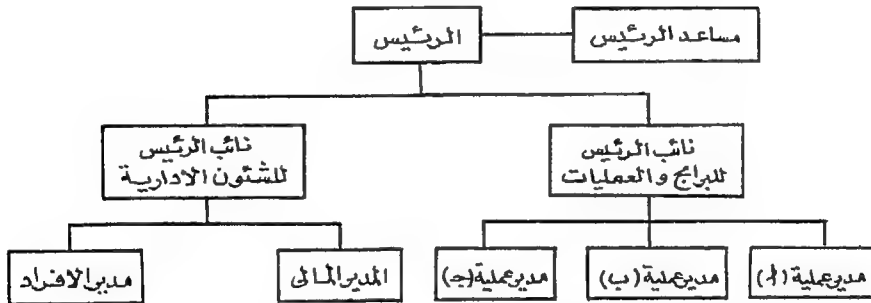 مساعد الرئيس
الرئيس
نائب الرئيس
للبرامج والعمليات
نائب الرئيس
للشئون الادارية
مدير عملية (أ)
مدير عملية (ب)
مدير عملية (ج)
المدير المالى
مدير الافراد